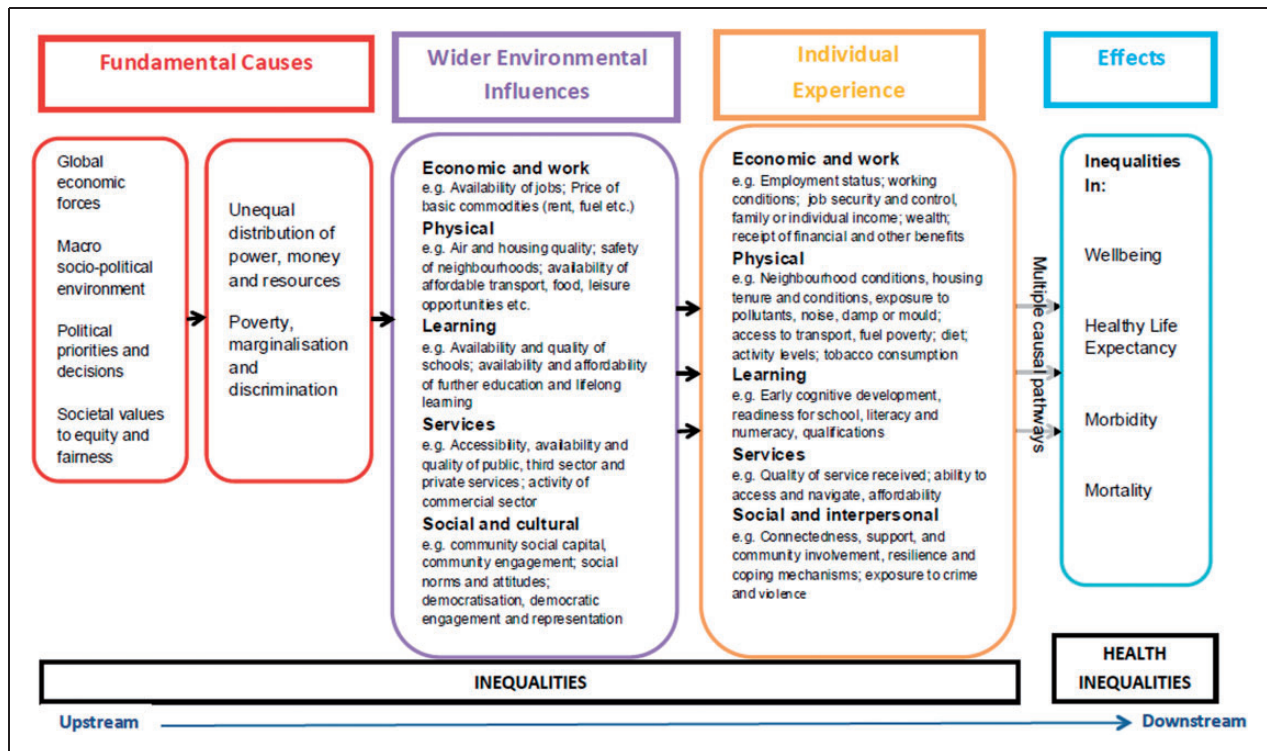 Fundamental Causes
Wider Environmental
Influences
Individual
Experience
Effects
Global
economic
forces
Macro
socio-political
environment
Political
priorities and
decisions
Societal values
to equity and
fairness
Unequal
distribution of
power, money
and resources
Poverty,
marginalisation
and
discrimination
Economic and work
e.g. Availability of jobs; Price of
basic commodities (rent, fuel etc.)
Physical
e.g. Air and housing quality; safety
of neighbourhoods; availability of
affordable transport, food, leisure
opportunities etc.
Learning
e.g. Availability and quality of
schools; availability and affordability
of further education and lifelong
learning
Services
e.g. Accessibility, availability and
quality of public, third sector and
private services; activity of
commercial sector
Social and cultural
e.g. community social capital,
community engagement; social
norms and attitudes;
democratisation, democratic
engagement and representation
Economic and work
e.g. Employment status; working
conditions; job security and control,
family or individual income; wealth;
receipt of financial and other benefits
Physical
e.g. Neighbourhood conditions, housing
tenure and conditions, exposure to
pollutants, noise, damp or mould;
access to transport, fuel poverty; diet;
activity levels; tobacco consumption
Learning
e.g. Early cognitive development,
readiness for school, literacy and
numeracy, qualifications
Services
e.g. Quality of service received; ability to
access and navigate, affordability
Social and interpersonal
e.g. Connectedness, support, and
community involvement, resilience and
coping mechanisms; exposure to crime
and violence
Multiple causal pathways
Inequalities
In:
Wellbeing
Healthy Life
Expectancy
Morbidity
Mortality
INEQUALITIES
HEALTH
INEQUALITIES
Upstream
Downstream